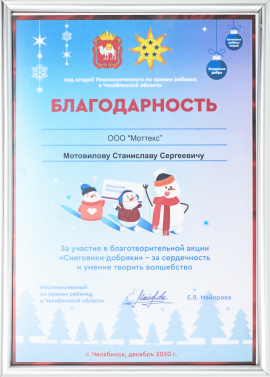 под эгидой Уполномоченного по правам ребенка
в Челябинской области
БЛАГОДАРНОСТЬ
ООО "Моттекс"
Мотовилову Станиславу Сергеевичу
За участие в благотворительной акции
«Снеговики-добряки» – за сердечность
и умение творить волшебство
Уполномоченный
по правам ребенка
в Челябинской области
Е.В. Майорова
г. Челябинск, декабрь 2020 г.